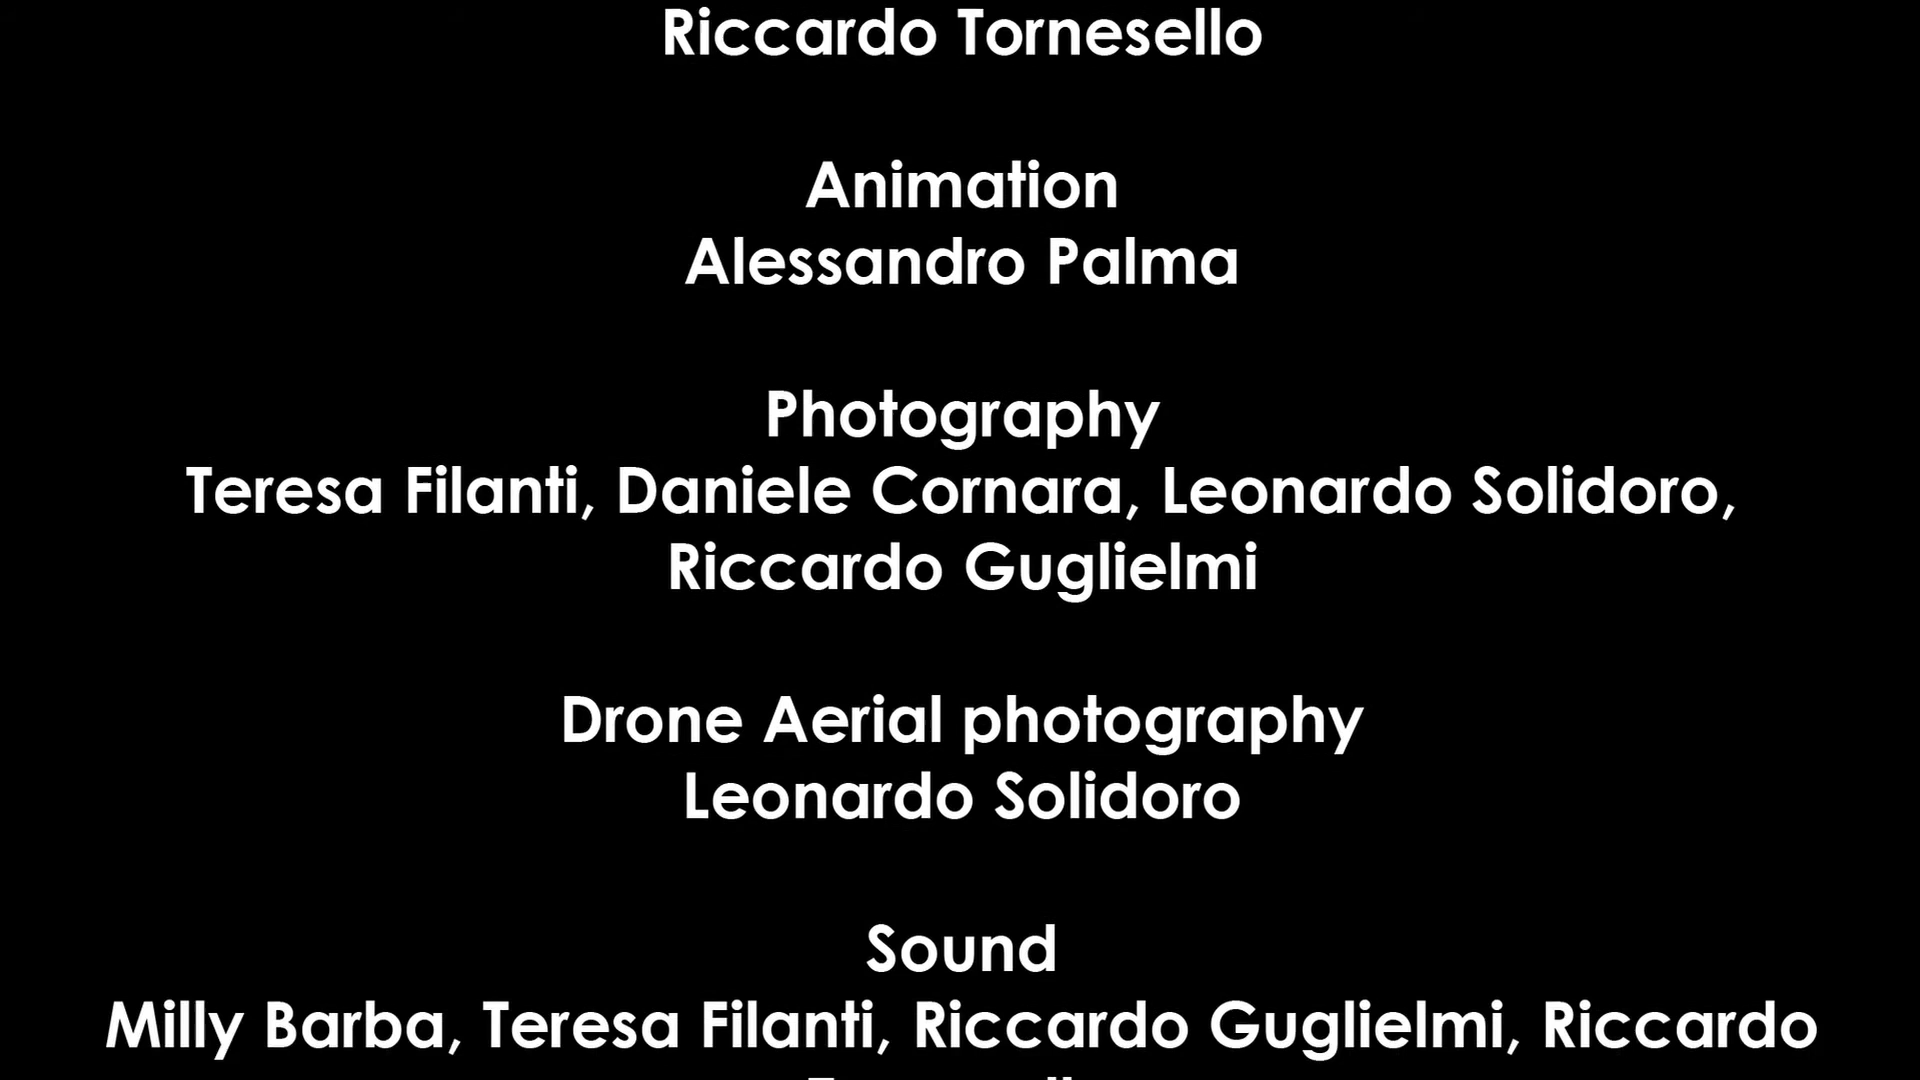 Riccardo Tornesello
Animation
Alessandro Palma
Photography
Teresa Filanti, Daniele Cornara, Leonardo Solidoro,
Riccardo Guglielmi
Drone Aerial photography
Leonardo Solidoro
Sound
Milly Barba, Teresa Filanti, Riccardo Guglielmi, Riccardo